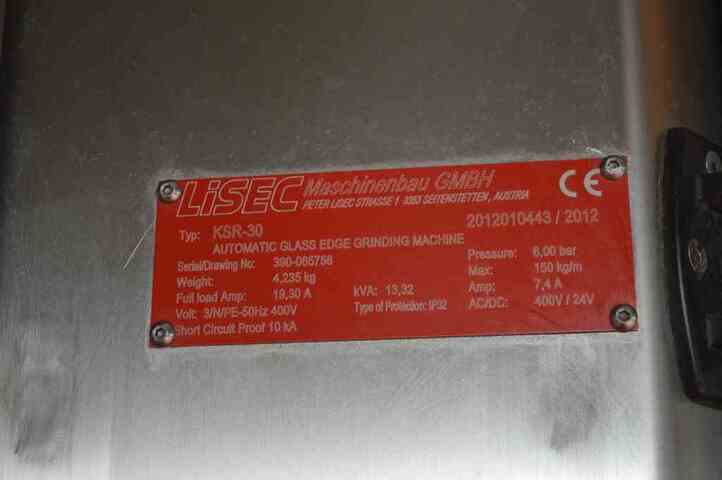 LiSEC Maschinenbau GMBH CE
PETER LISEC STRASSE 1 3353 SEITENSTETTEN, AUSTRIA
Typ: KSR-30 2012010443 / 2012
AUTOMATIC GLASS EDGE GRINDING MACHINE
Serial/Drawing No: 390-065756 Pressure: 6,00 bar
Weight: 4,235 kg Max: 150 kg/m
Full load Amp: 19,30 A kVA: 13,32 Amp: 7,4 A
Volt: 3/N/PE-50Hz 400V Type of Protection: IP32 AC/DC: 400V / 24V
Short Circuit Proof 10 kA